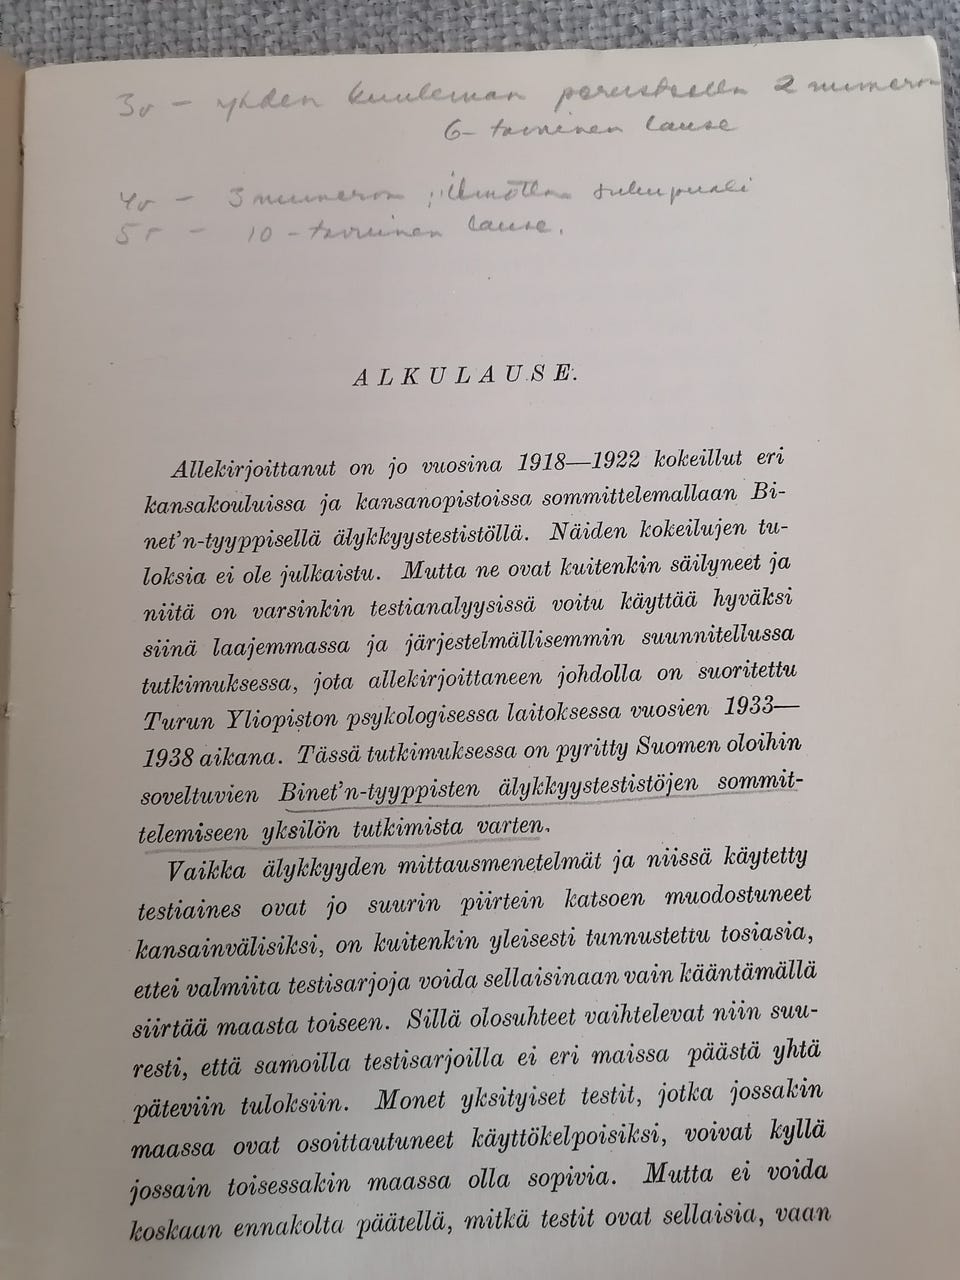 3v – yhden kuuleman perusteella 2 numeron
6-tavuinen lause
4v – 3 numeron ; ilmottaa sukupuoli
5v – 10-tavuinen lause.
ALKULAUSE.
Allekirjoittanut on jo vuosina 1918—1922 kokeillut eri
kansakouluissa ja kansanopistoissa sommittelemallaan Bi-
net'n-tyyppisellä älykkyystestistöllä. Näiden kokeilujen tu-
loksia ei ole julkaistu. Mutta ne ovat kuitenkin säilyneet ja
niitä on varsinkin testianalyysissä voitu käyttää hyväksi
siinä laajemmassa ja järjestelmällisemmin suunnitellussa
tutkimuksessa, jota allekirjoittaneen johdolla on suoritettu
Turun Yliopiston psykologisessa laitoksessa vuosien 1933—
1938 aikana. Tässä tutkimuksessa on pyritty Suomen oloihin
soveltuvien Binet'n-tyyppisten älykkyystestistöjen sommit-
telemiseen yksilön tutkimista varten.
Vaikka älykkyyden mittausmenetelmät ja niissä käytetty
testiaines ovat jo suurin piirtein katsoen muodostuneet
kansainvälisiksi, on kuitenkin yleisesti tunnustettu tosiasia,
ettei valmiita testisarjoja voida sellaisinaan vain kääntämällä
siirtää maasta toiseen. Sillä olosuhteet vaihtelevat niin suu-
resti, että samoilla testisarjoilla ei eri maissa päästä yhtä
päteviin tuloksiin. Monet yksityiset testit, jotka jossakin
maassa ovat osoittautuneet käyttökelpoisiksi, voivat kyllä
jossain toisessakin maassa olla sopivia. Mutta ei voida
koskaan ennakolta päätellä, mitkä testit ovat sellaisia, vaan